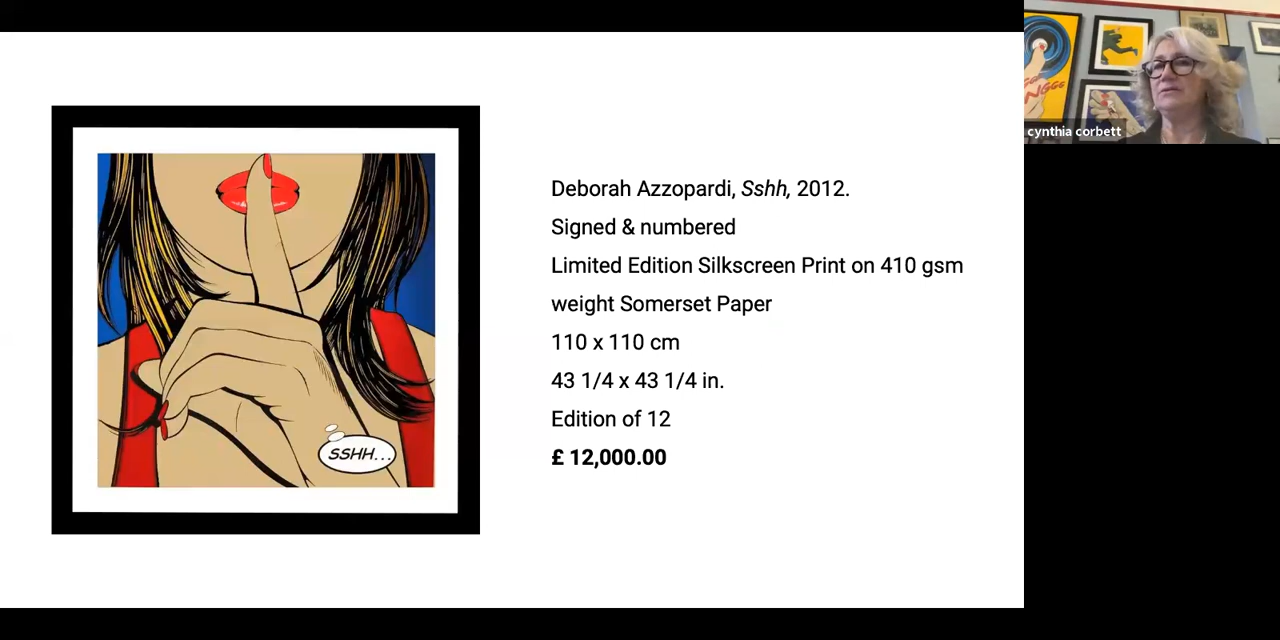 Deborah Azzopardi, Sshh, 2012.
Signed & numbered
Limited Edition Silkscreen Print on 410 gsm
weight Somerset Paper
110 x 110 cm
43 1/4 x 43 1/4 in.
Edition of 12
£ 12,000.00
SSHH...
cynthia corbett